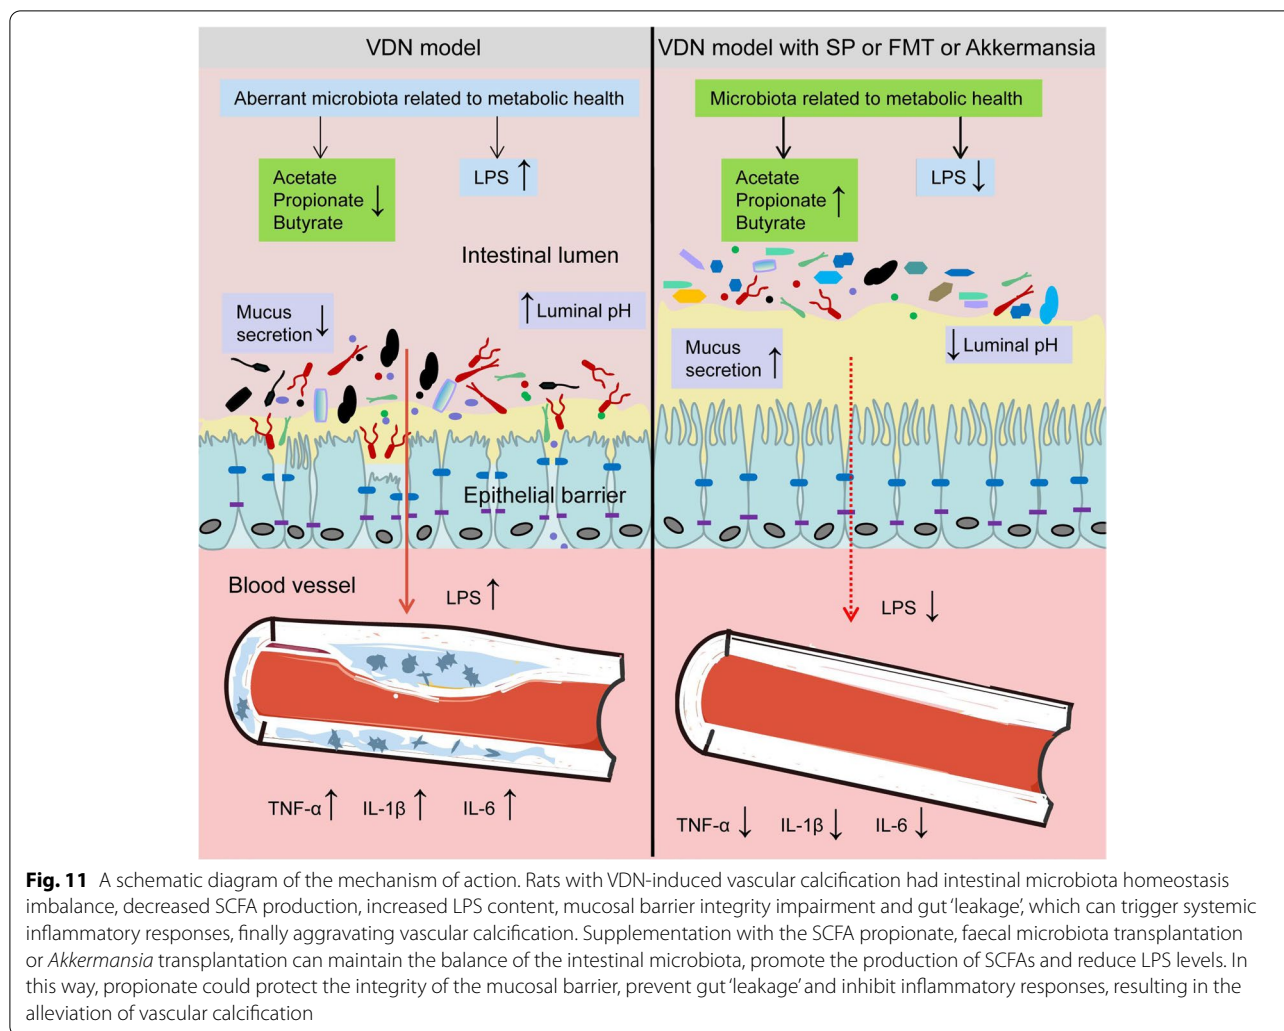 VDN model
Aberrant microbiota related to metabolic health
Acetate
Propionate
Butyrate
LPS
Intestinal lumen
Mucus
secretion
Luminal pH
Epithelial barrier
Blood vessel
LPS
TNF-α
IL-1β
IL-6
VDN model with SP or FMT or Akkermansia
Microbiota related to metabolic health
Acetate
Propionate
Butyrate
LPS
Mucus
secretion
Luminal pH
LPS
TNF-α
IL-1β
IL-6
Fig. 11 A schematic diagram of the mechanism of action. Rats with VDN-induced vascular calcification had intestinal microbiota homeostasis
imbalance, decreased SCFA production, increased LPS content, mucosal barrier integrity impairment and gut ‘leakage’, which can trigger systemic
inflammatory responses, finally aggravating vascular calcification. Supplementation with the SCFA propionate, faecal microbiota transplantation
or Akkermansia transplantation can maintain the balance of the intestinal microbiota, promote the production of SCFAs and reduce LPS levels. In
this way, propionate could protect the integrity of the mucosal barrier, prevent gut ‘leakage’ and inhibit inflammatory responses, resulting in the
alleviation of vascular calcification